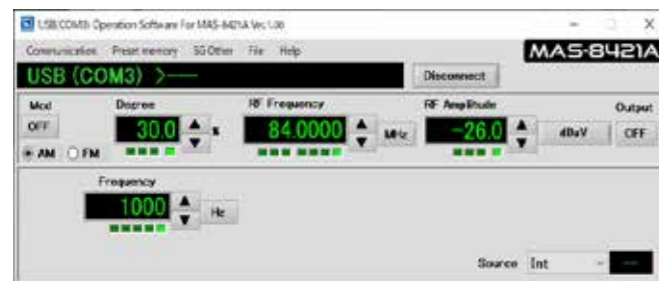 USB(COM3) Operation Software For MAS-8421A Ver.1.00
Communication Preset memory SG Other File Help
MAS-8421A
USB (COM3) >---
Disconnect
Mod Degree RF Frequency RF Amplitude Output
OFF 30.0 % 84.0000 MHz -26.0 dBuV OFF
AM FM
Frequency
1000 Hz
Source Int ---